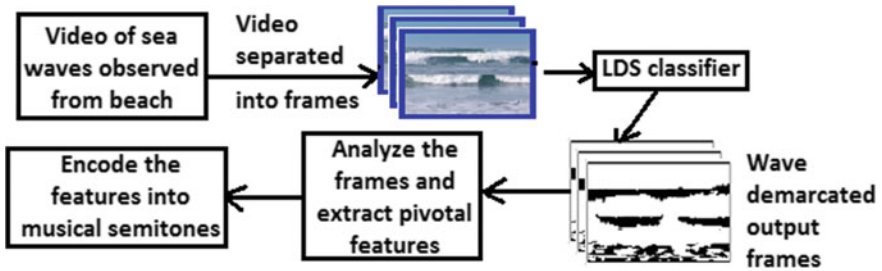 Video of sea
waves observed
from beach
Video
separated
into frames
LDS classifier
Wave
demarcated
output
frames
Analyze the
frames and
extract pivotal
features
Encode the
features into
musical semitones